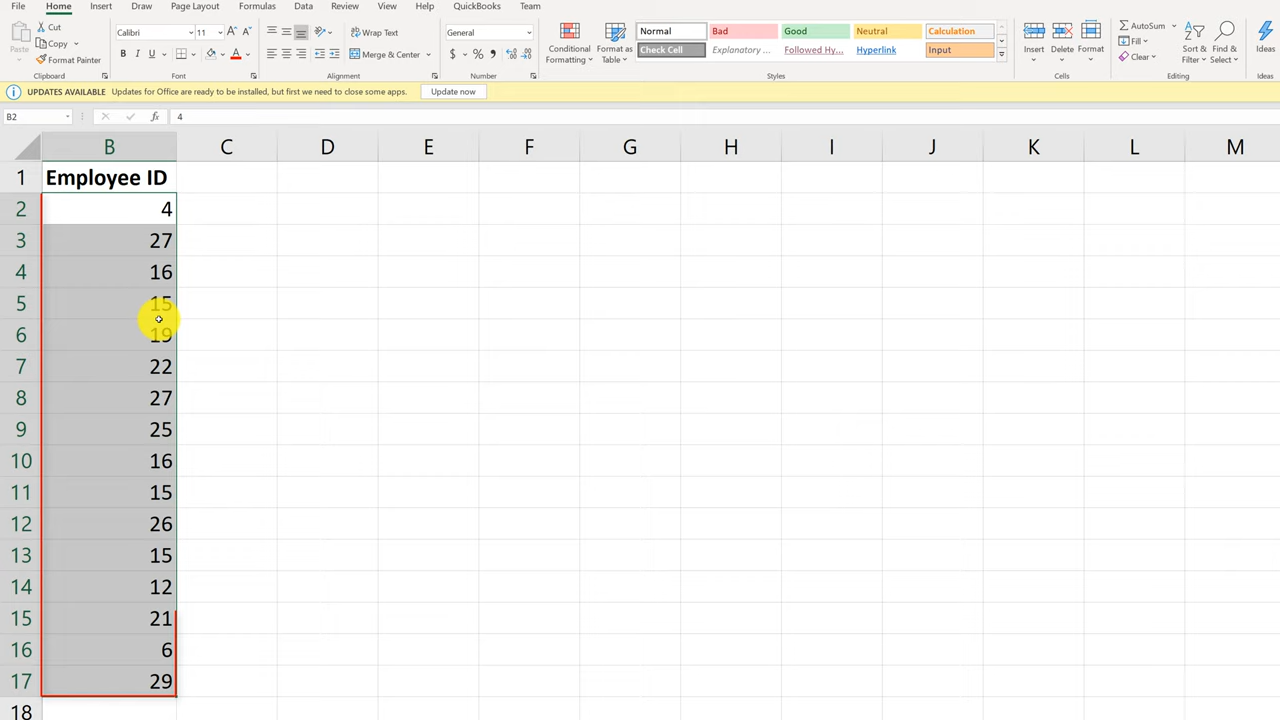 File Home Insert Draw Page Layout Formulas Data Review View Help QuickBooks Team
Paste Cut Copy Format Painter Clipboard
Calibri 11 A A B I U A Font
Wrap Text Merge & Center Alignment
General $ % , Number
Conditional Formatting Format as Table
Normal Bad Good Neutral Calculation
Check Cell Explanatory ... Followed Hy... Hyperlink Input
Styles
Insert Delete Format Cells
AutoSum Fill Clear Sort & Filter Find & Select Editing
Ideas Ideas
UPDATES AVAILABLE Updates for Office are ready to be installed, but first we need to close some apps. Update now
B2 fx 4
B C D E F G H I J K L M
1 Employee ID
2 4
3 27
4 16
5 15
6 19
7 22
8 27
9 25
10 16
11 15
12 26
13 15
14 12
15 21
16 6
17 29
18